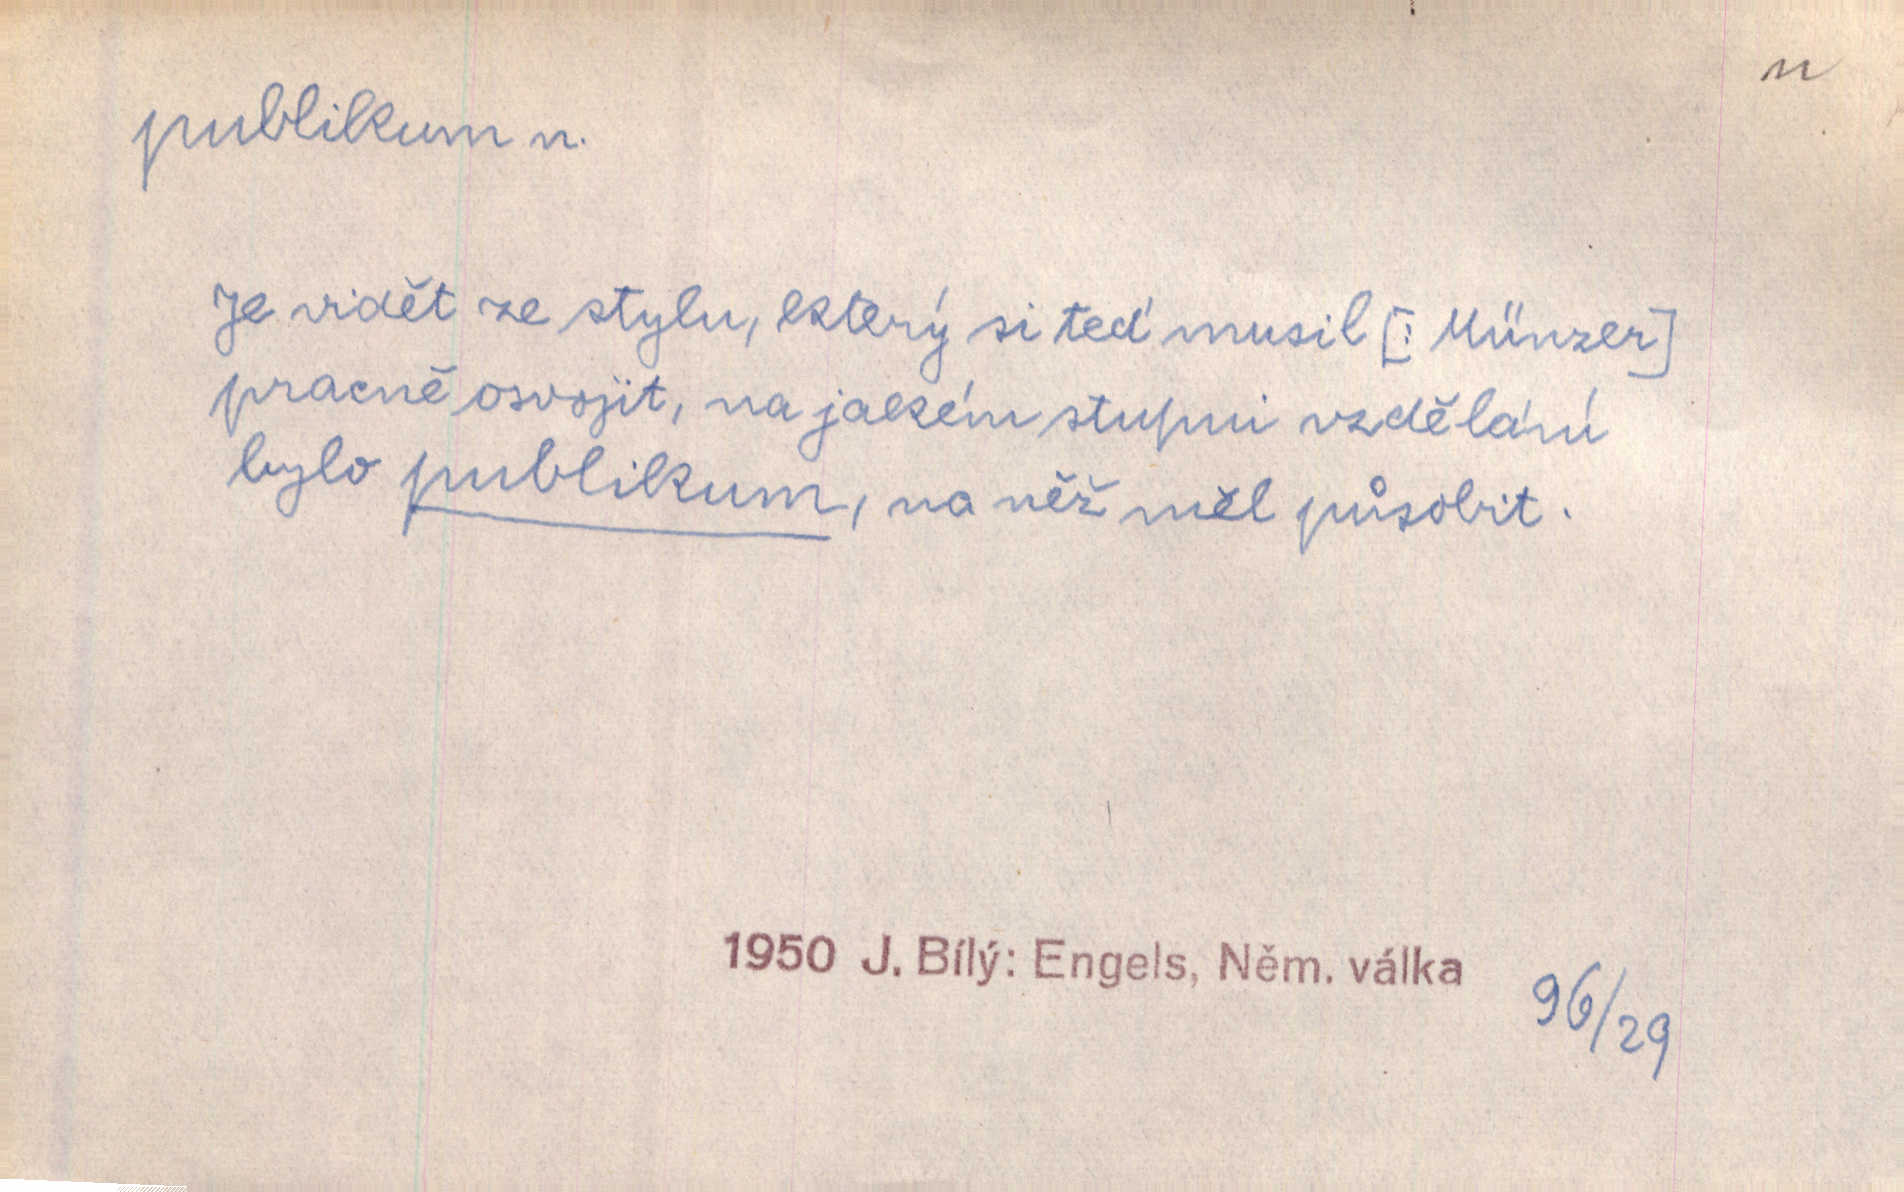 n
publikum n.
Je vidět ze stylu, který si teď musil [: Münzer]
pracně osvojit, na jakém stupni vzdělání
bylo publikum, na něž měl působit.
1950 J. Bílý: Engels, Něm. válka
96/29